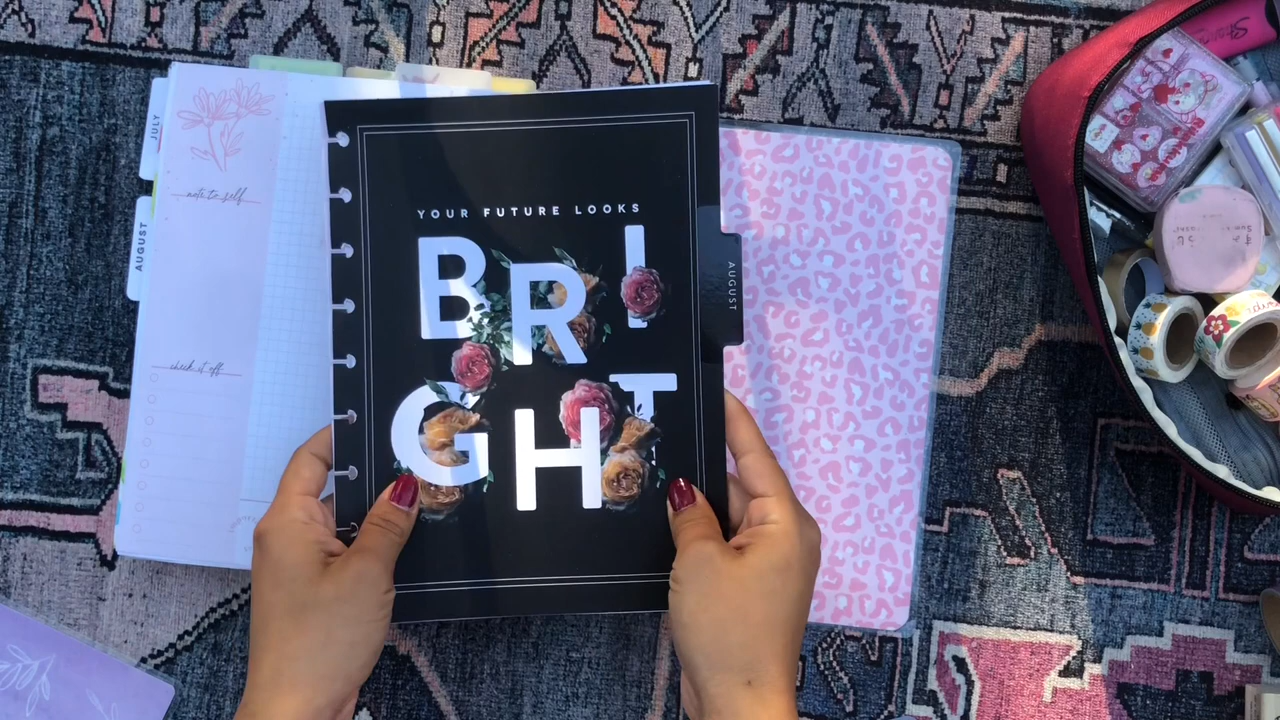 JULY
AUGUST
note to self
check it off
YOUR FUTURE LOOKS
BRI
GHT
AUGUST